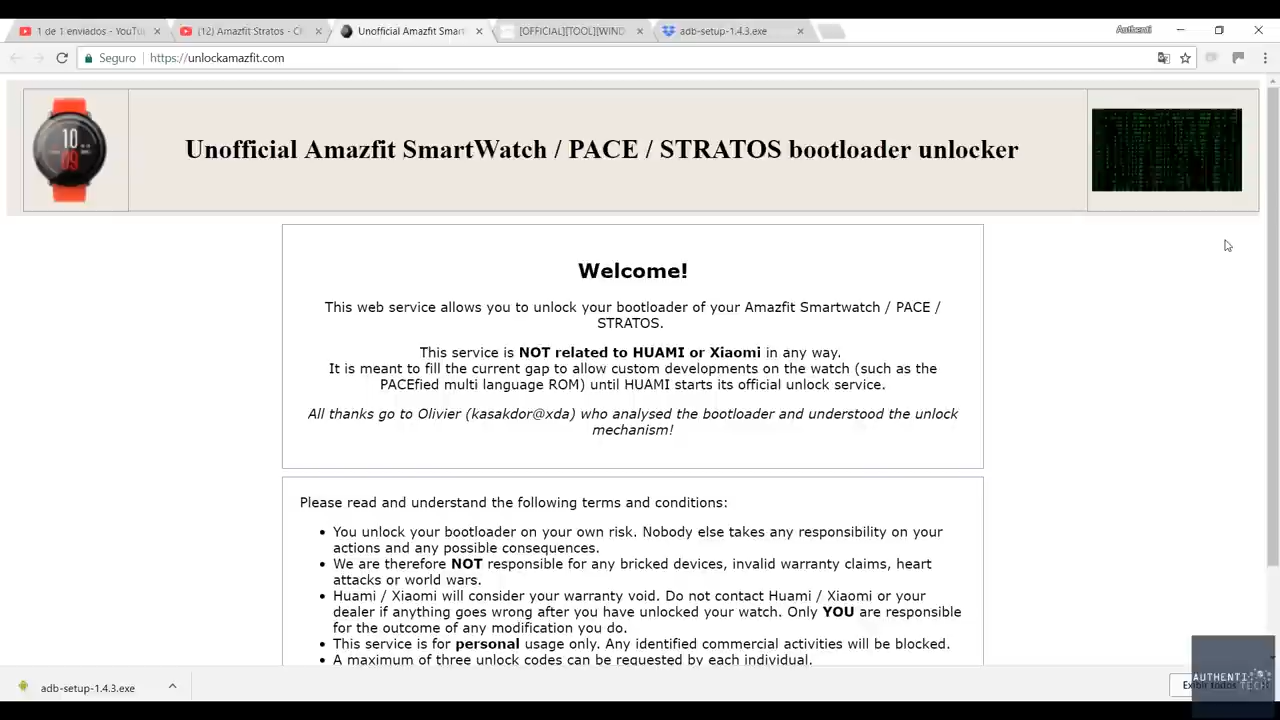 1 de 1 enviados - YouTu
(12) Amazfit Stratos - C
Unofficial Amazfit Smar
[OFFICIAL][TOOL][WIND
adb-setup-1.4.3.exe
Authenti
Seguro
https://unlockamazfit.com
10
09
Unofficial Amazfit SmartWatch / PACE / STRATOS bootloader unlocker
Welcome!
This web service allows you to unlock your bootloader of your Amazfit Smartwatch / PACE /
STRATOS.
This service is NOT related to HUAMI or Xiaomi in any way.
It is meant to fill the current gap to allow custom developments on the watch (such as the
PACEfied multi language ROM) until HUAMI starts its official unlock service.
All thanks go to Olivier (kasakdor@xda) who analysed the bootloader and understood the unlock
mechanism!
Please read and understand the following terms and conditions:
• You unlock your bootloader on your own risk. Nobody else takes any responsibility on your
actions and any possible consequences.
• We are therefore NOT responsible for any bricked devices, invalid warranty claims, heart
attacks or world wars.
• Huami / Xiaomi will consider your warranty void. Do not contact Huami / Xiaomi or your
dealer if anything goes wrong after you have unlocked your watch. Only YOU are responsible
for the outcome of any modification you do.
• This service is for personal usage only. Any identified commercial activities will be blocked.
• A maximum of three unlock codes can be requested by each individual.
adb-setup-1.4.3.exe
AUTHENTI
TECH